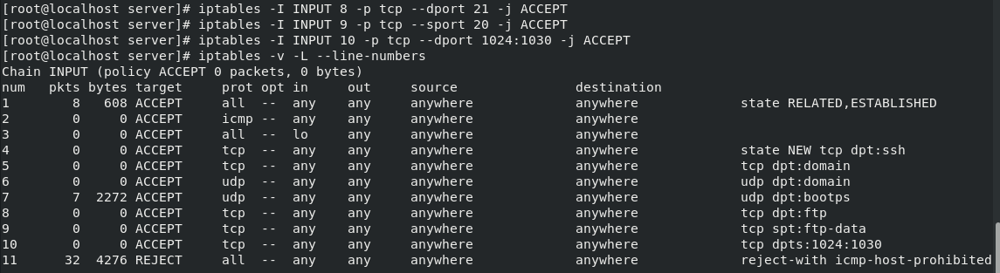 [root@localhost server]# iptables -I INPUT 8 -p tcp --dport 21 -j ACCEPT
[root@localhost server]# iptables -I INPUT 9 -p tcp --sport 20 -j ACCEPT
[root@localhost server]# iptables -I INPUT 10 -p tcp --dport 1024:1030 -j ACCEPT
[root@localhost server]# iptables -v -L --line-numbers
Chain INPUT (policy ACCEPT 0 packets, 0 bytes)
num   pkts bytes target     prot opt in     out     source               destination
1        8   608 ACCEPT     all  --  any    any     anywhere             anywhere             state RELATED,ESTABLISHED
2        0     0 ACCEPT     icmp --  any    any     anywhere             anywhere
3        0     0 ACCEPT     all  --  lo     any     anywhere             anywhere
4        0     0 ACCEPT     tcp  --  any    any     anywhere             anywhere             state NEW tcp dpt:ssh
5        0     0 ACCEPT     tcp  --  any    any     anywhere             anywhere             tcp dpt:domain
6        0     0 ACCEPT     udp  --  any    any     anywhere             anywhere             udp dpt:domain
7        7  2272 ACCEPT     udp  --  any    any     anywhere             anywhere             udp dpt:bootps
8        0     0 ACCEPT     tcp  --  any    any     anywhere             anywhere             tcp dpt:ftp
9        0     0 ACCEPT     tcp  --  any    any     anywhere             anywhere             tcp spt:ftp-data
10       0     0 ACCEPT     tcp  --  any    any     anywhere             anywhere             tcp dpts:1024:1030
11      32  4276 REJECT     all  --  any    any     anywhere             anywhere             reject-with icmp-host-prohibited